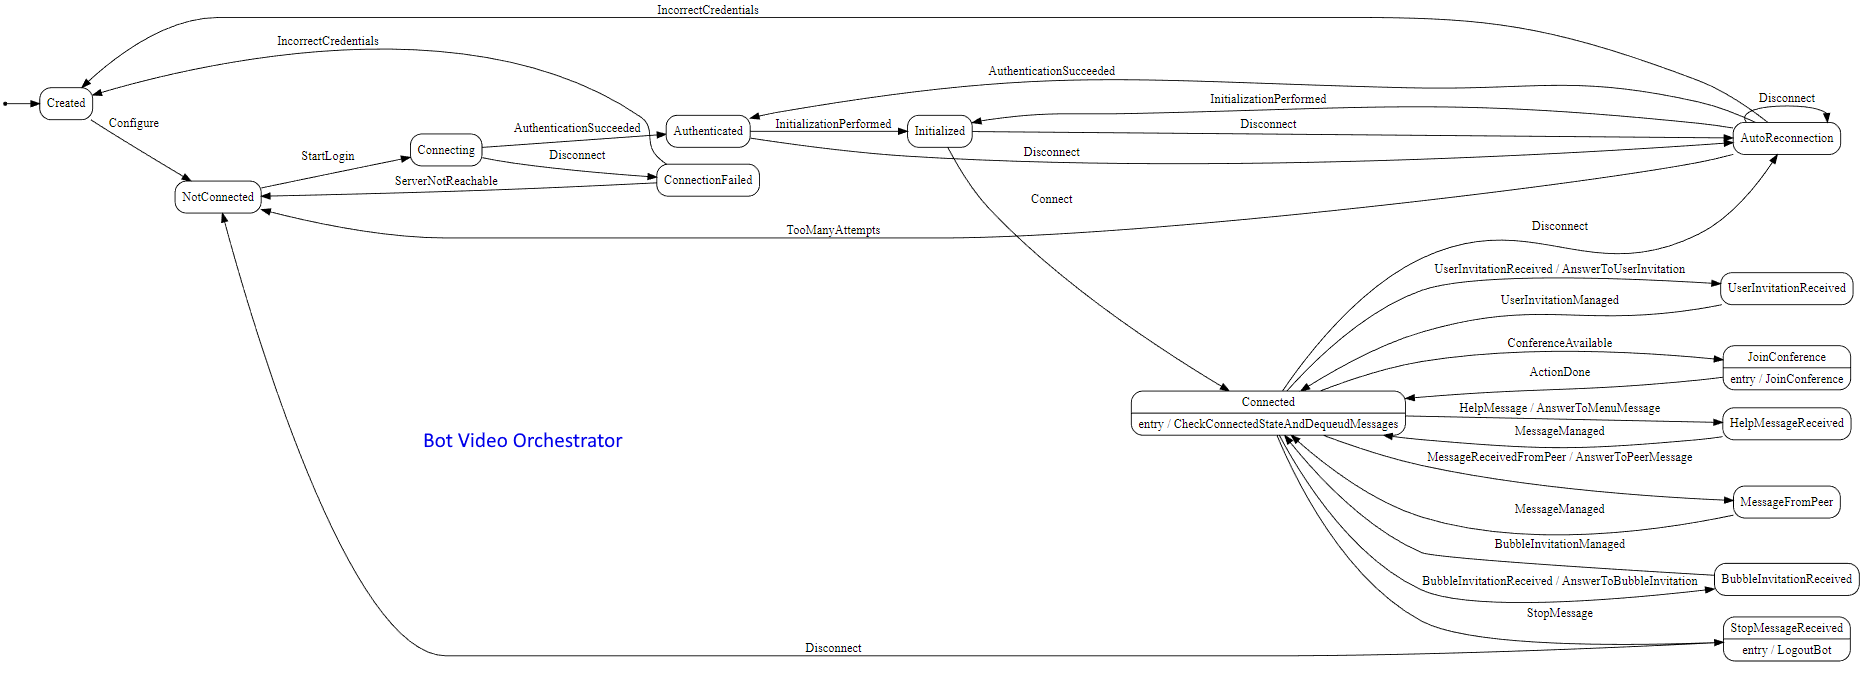 IncorrectCredentials
IncorrectCredentials
AuthenticationSucceeded
InitializationPerformed
Disconnect
Created
Configure
AuthenticationSucceeded
Authenticated
InitializationPerformed
Initialized
Disconnect
AutoReconnection
StartLogin
Connecting
Disconnect
Disconnect
ServerNotReachable
ConnectionFailed
NotConnected
Connect
TooManyAttempts
Disconnect
UserInvitationReceived / AnswerToUserInvitation
UserInvitationReceived
UserInvitationManaged
ConferenceAvailable
JoinConference
entry / JoinConference
ActionDone
Connected
entry / CheckConnectedStateAndDequeudMessages
HelpMessage / AnswerToMenuMessage
HelpMessageReceived
MessageManaged
Bot Video Orchestrator
MessageReceivedFromPeer / AnswerToPeerMessage
MessageFromPeer
MessageManaged
BubbleInvitationManaged
BubbleInvitationReceived / AnswerToBubbleInvitation
BubbleInvitationReceived
StopMessage
StopMessageReceived
entry / LogoutBot
Disconnect